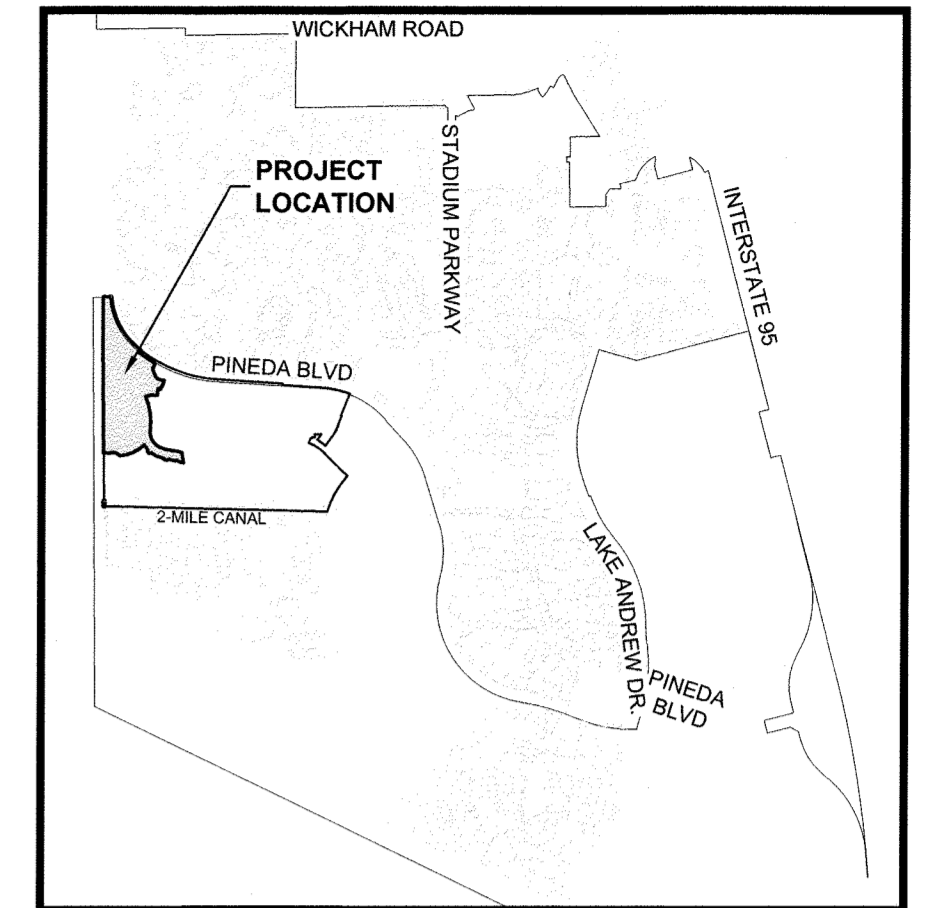 WICKHAM ROAD
STADIUM PARKWAY
PROJECT
LOCATION
INTERSTATE 95
PINEDA BLVD
2-MILE CANAL
LAKE ANDREW DR.
PINEDA
BLVD